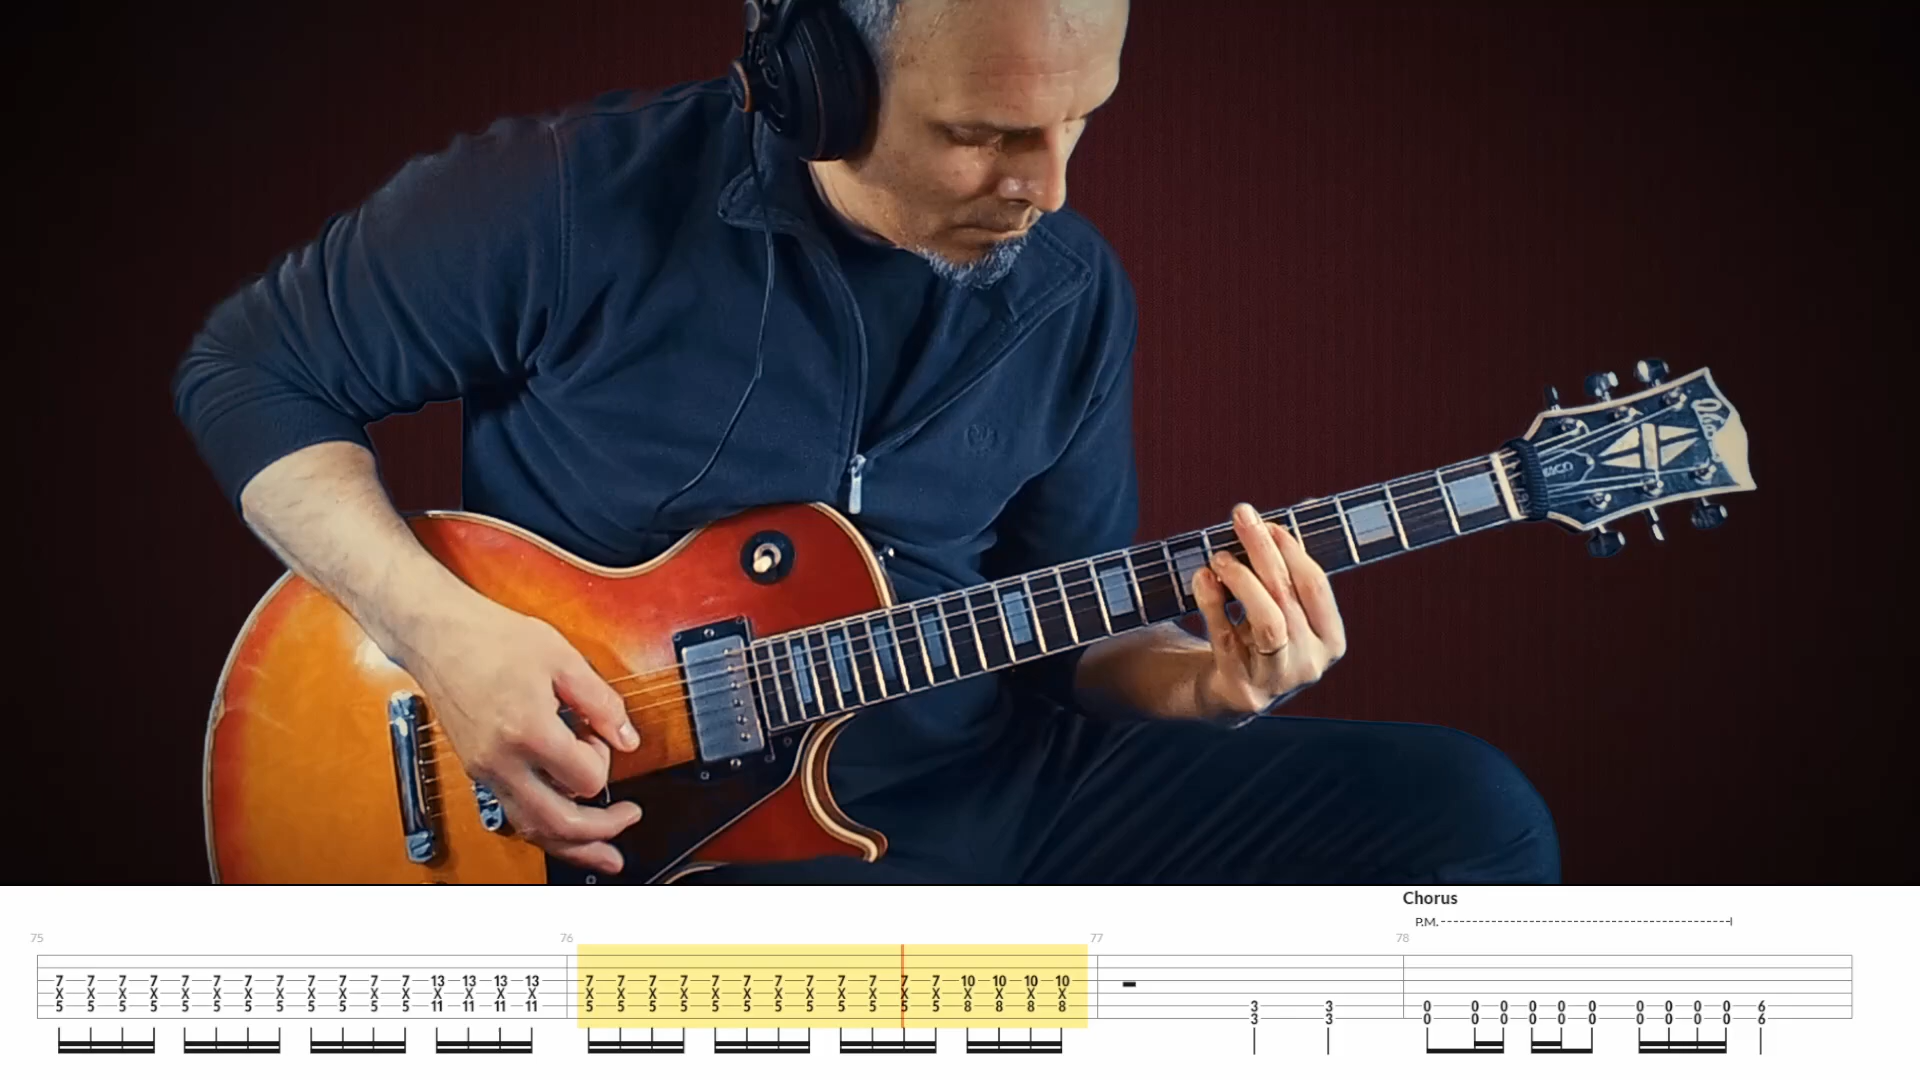 Chorus
P.M.
75 76 77 78
7 7 7 7 7 7 7 7 7 7 7 7 13 13 13 13 7 7 7 7 7 7 7 7 7 7 7 7 10 10 10 10
X X X X X X X X X X X X X X X X X X X X X X X X X X X X X X X X
5 5 5 5 5 5 5 5 5 5 5 5 11 11 11 11 5 5 5 5 5 5 5 5 5 5 5 5 8 8 8 8 3 3 0 0 0 0 0 0 0 0 0 0 6
3 3 0 0 0 0 0 0 0 0 0 0 6